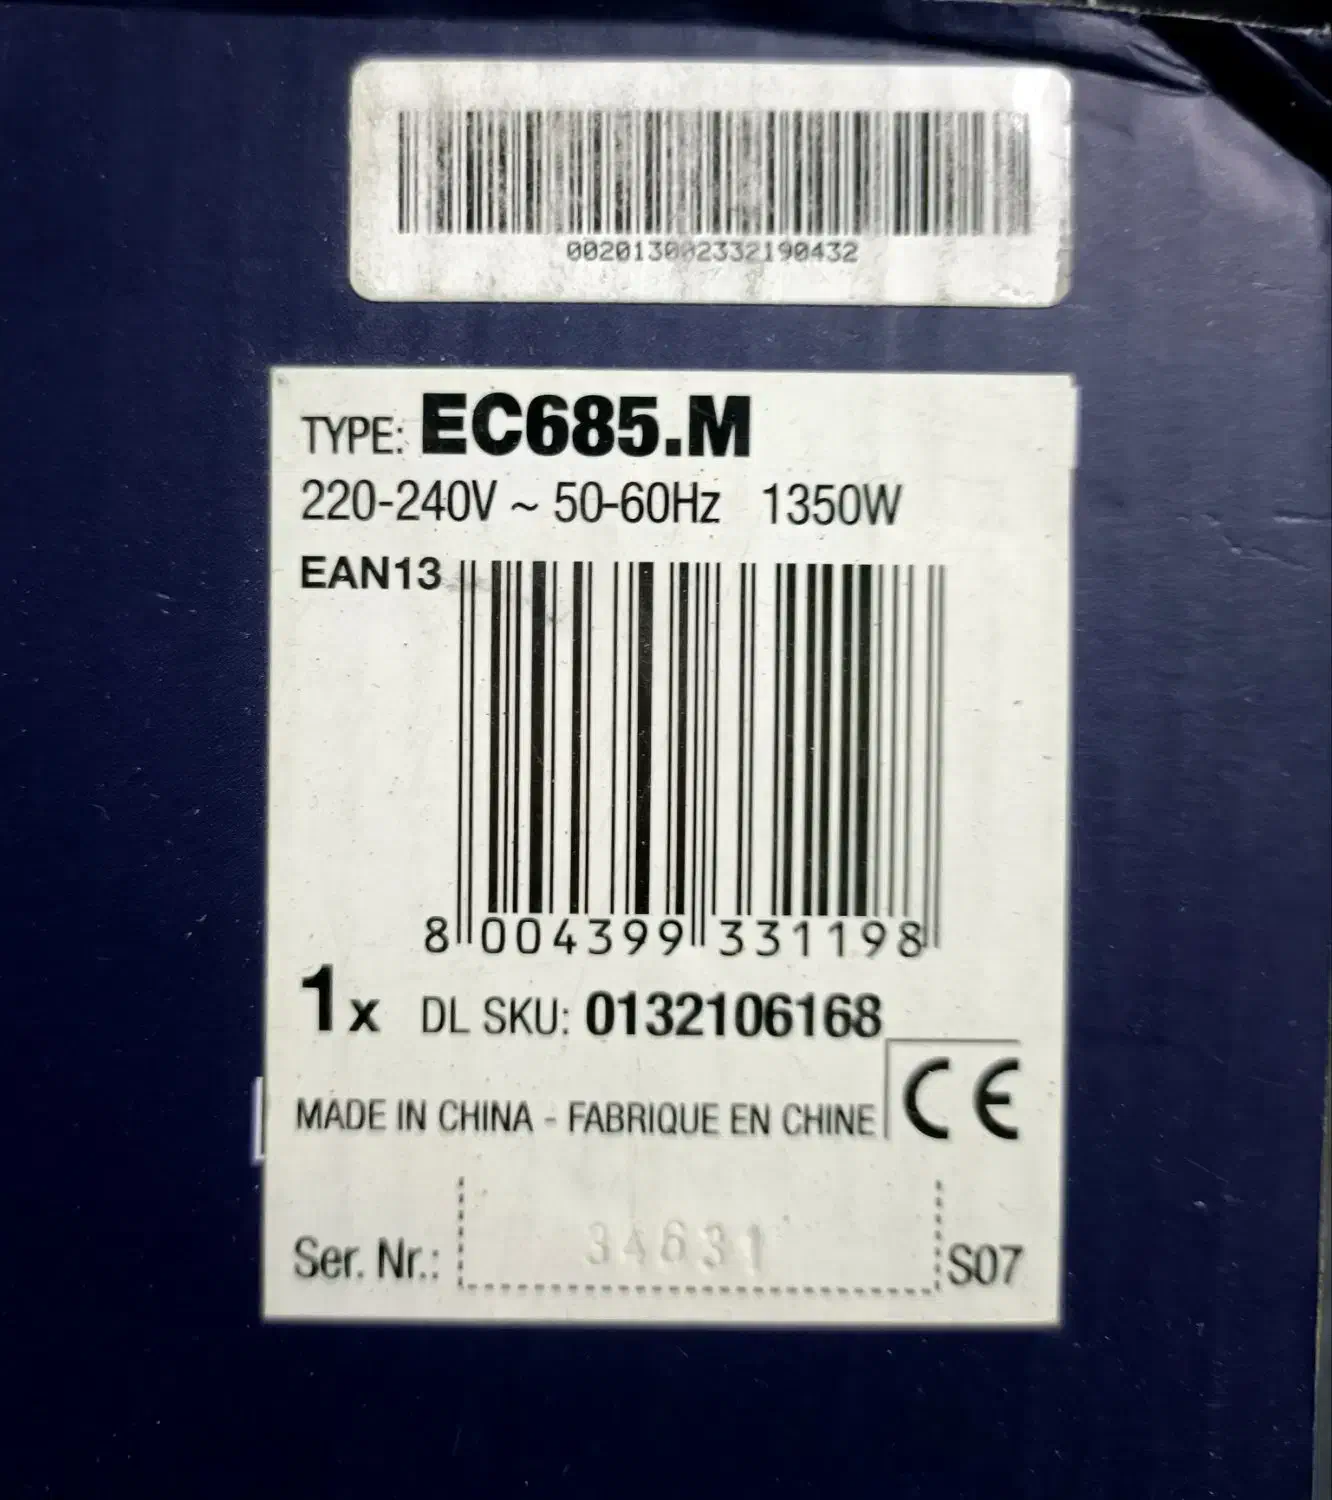 002013002332190432
TYPE: EC685.M
220-240V ~ 50-60Hz 1350W
EAN13
8 004399 331198
1x DL SKU: 0132106168
MADE IN CHINA - FABRIQUE EN CHINE
CE
34631
Ser. Nr.: S07